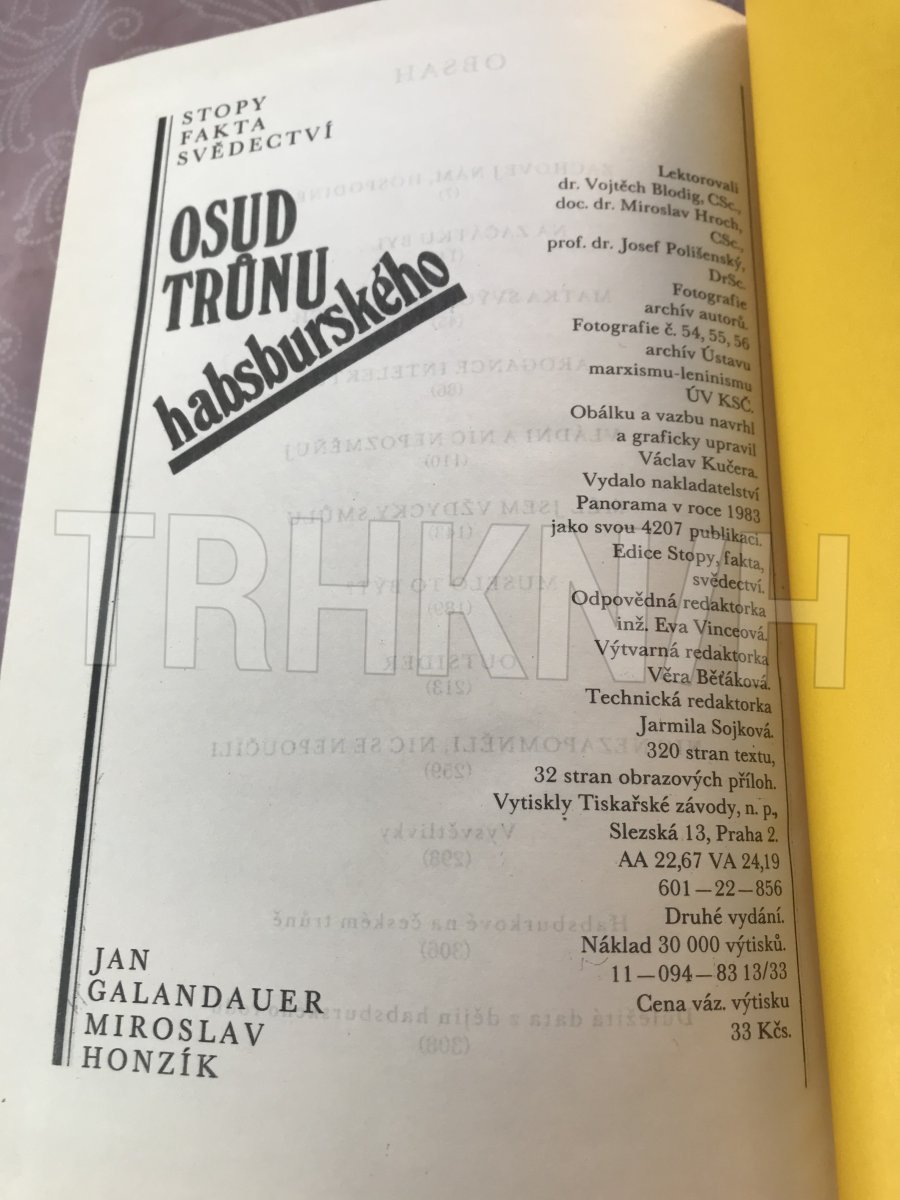 STOPY
FAKTA
SVĚDECTVÍ
OSUD
TRŮNU
habsburského
JAN
GALANDAUER
MIROSLAV
HONZÍK
Lektorovali
dr. Vojtěch Blodig, CSc.,
doc. dr. Miroslav Hroch,
CSc.,
prof. dr. Josef Polišenský,
DrSc.
Fotografie
archív autorů.
Fotografie č. 54, 55, 56
archív Ústavu
marxismu-leninismu
ÚV KSČ.
Obálku a vazbu navrhl
a graficky upravil
Václav Kučera.
Vydalo nakladatelství
Panorama v roce 1983
jako svou 4207 publikaci.
Edice Stopy, fakta,
svědectví.
Odpovědná redaktorka
inž. Eva Vinceová.
Výtvarná redaktorka
Věra Běťáková.
Technická redaktorka
Jarmila Sojková.
320 stran textu,
32 stran obrazových příloh.
Vytiskly Tiskařské závody, n. p.,
Slezská 13, Praha 2.
AA 22,67 VA 24,19
601—22—856
Druhé vydání.
Náklad 30 000 výtisků.
11—094—83 13/33
Cena váz. výtisku
33 Kčs.
TRHKNIH